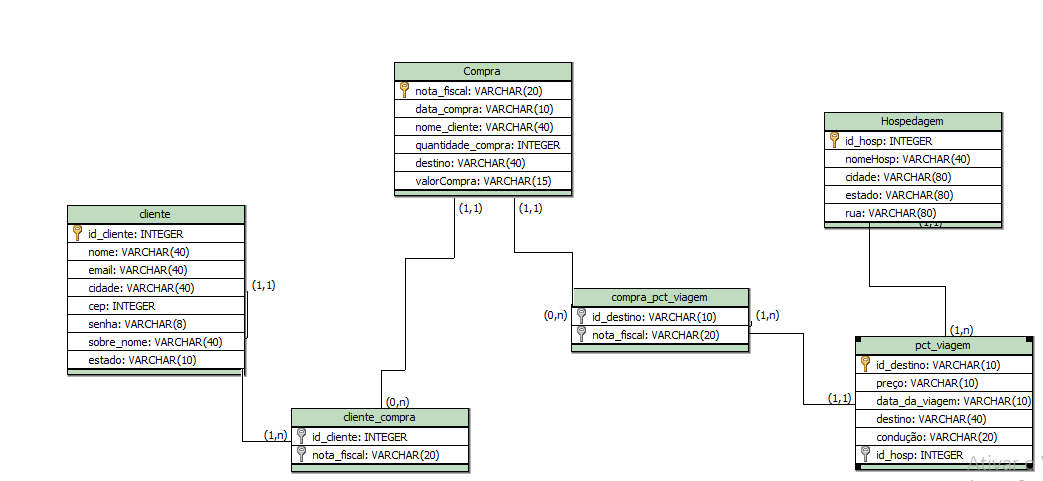 Compra
nota_fiscal: VARCHAR(20)
data_compra: VARCHAR(10)
nome_cliente: VARCHAR(40)
quantidade_compra: INTEGER
destino: VARCHAR(40)
valorCompra: VARCHAR(15)
(1,1)
(1,1)
Hospedagem
id_hosp: INTEGER
nomeHosp: VARCHAR(40)
cidade: VARCHAR(80)
estado: VARCHAR(80)
rua: VARCHAR(80)
(1,1)
cliente
id_cliente: INTEGER
nome: VARCHAR(40)
email: VARCHAR(40)
cidade: VARCHAR(40)
cep: INTEGER
senha: VARCHAR(8)
sobre_nome: VARCHAR(40)
estado: VARCHAR(10)
(1,1)
compra_pct_viagem
id_destino: VARCHAR(10)
nota_fiscal: VARCHAR(20)
(0,n)
(1,n)
(1,n)
pct_viagem
id_destino: VARCHAR(10)
preço: VARCHAR(10)
data_da_viagem: VARCHAR(10)
destino: VARCHAR(40)
condução: VARCHAR(20)
id_hosp: INTEGER
(1,1)
(0,n)
cliente_compra
id_cliente: INTEGER
nota_fiscal: VARCHAR(20)
(1,n)
Ativar o